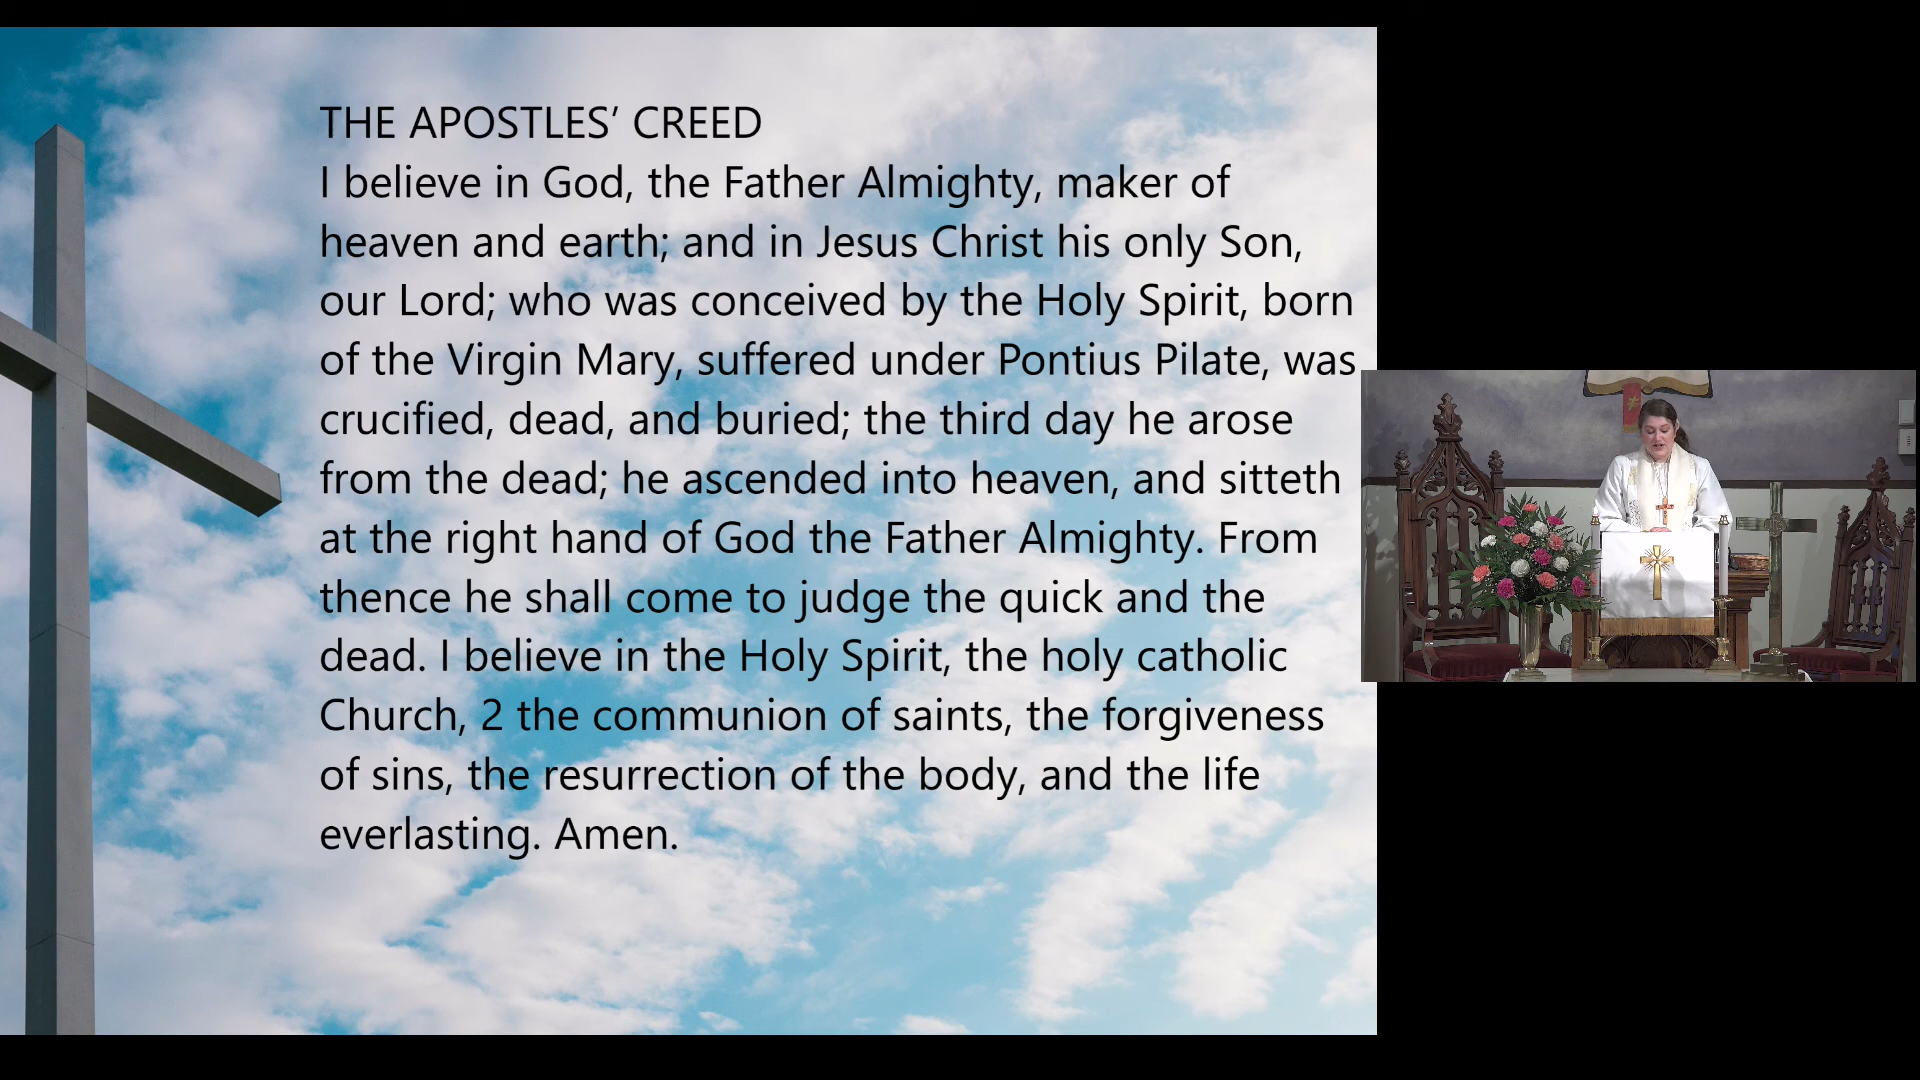 THE APOSTLES’ CREED
I believe in God, the Father Almighty, maker of
heaven and earth; and in Jesus Christ his only Son,
our Lord; who was conceived by the Holy Spirit, born
of the Virgin Mary, suffered under Pontius Pilate, was
crucified, dead, and buried; the third day he arose
from the dead; he ascended into heaven, and sitteth
at the right hand of God the Father Almighty. From
thence he shall come to judge the quick and the
dead. I believe in the Holy Spirit, the holy catholic
Church, 2 the communion of saints, the forgiveness
of sins, the resurrection of the body, and the life
everlasting. Amen.